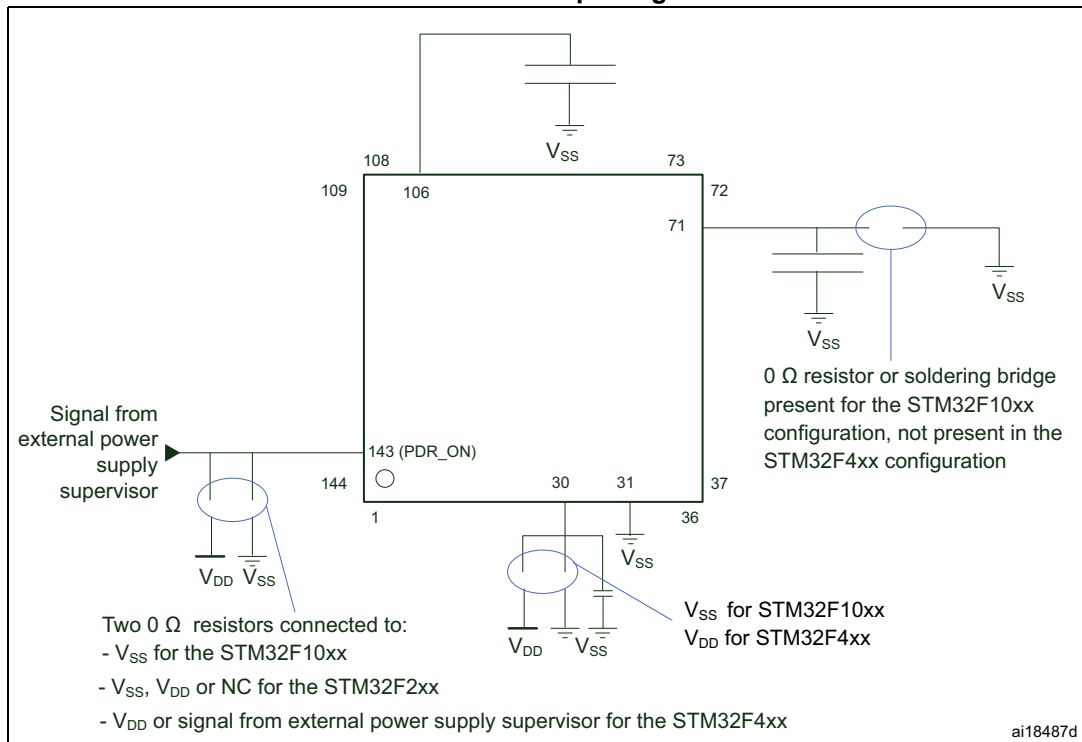 V_SS
108
73
109
106
72
71
V_SS
V_SS
0 Ω resistor or soldering bridge
present for the STM32F10xx
configuration, not present in the
STM32F4xx configuration
Signal from
external power
supply
supervisor
143 (PDR_ON)
144
30
31
37
1
36
V_SS
V_DD V_SS
V_DD V_SS
V_SS for STM32F10xx
V_DD for STM32F4xx
Two 0 Ω resistors connected to:
- V_SS for the STM32F10xx
- V_SS, V_DD or NC for the STM32F2xx
- V_DD or signal from external power supply supervisor for the STM32F4xx
ai18487d